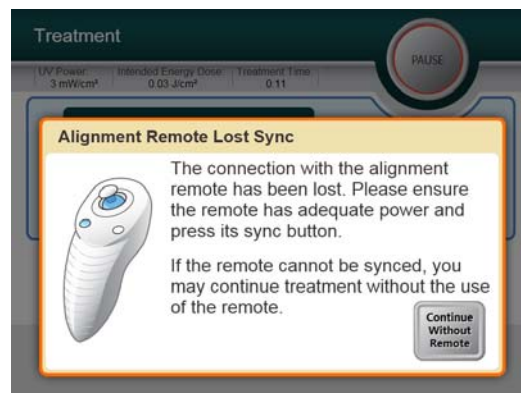 Treatment
PAUSE
UV Power: Intended Energy Dose Treatment Time
3 mW/cm² 0.03 J/cm² 0:11
Alignment Remote Lost Sync
The connection with the alignment
remote has been lost. Please ensure
the remote has adequate power and
press its sync button.
If the remote cannot be synced, you
may continue treatment without the use
of the remote.
Continue
Without
Remote